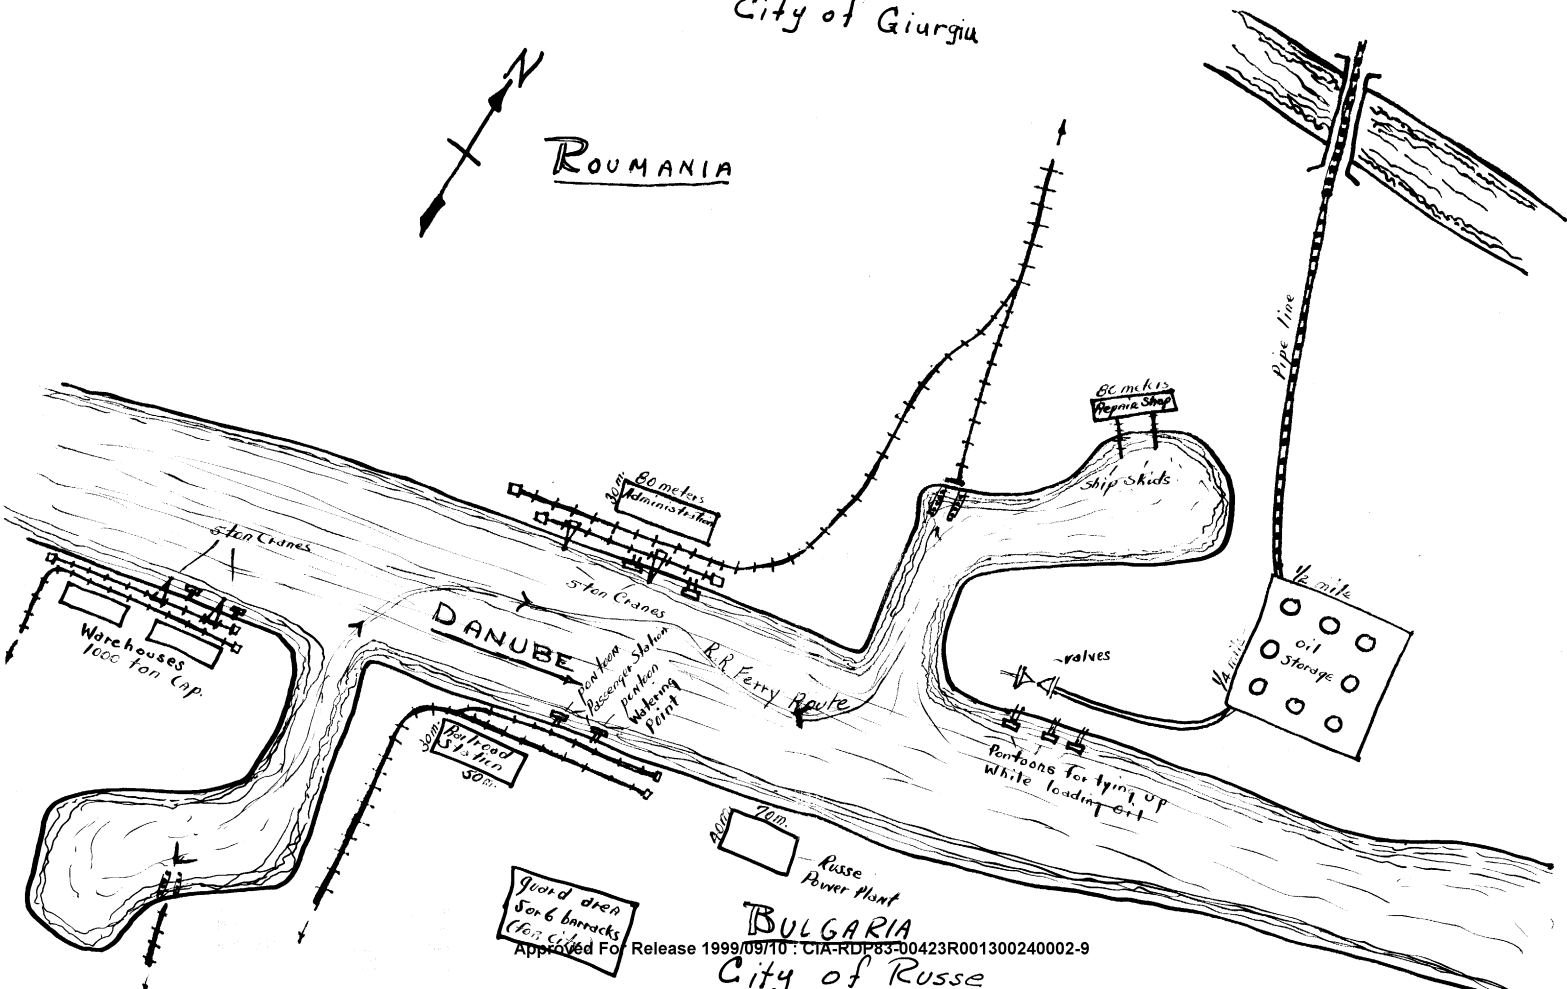 City of Giurgiu
N
ROUMANIA
Pipe line
80 meters
Repair Shop
Ship Skids
80 meters
30 m.
Administration
5 ton Cranes
5 ton Cranes
1/2 mile
1/4 mile
oil
Storage
Warehouses
1000 ton Cap.
DANUBE
pontoon
Passenger Station
pontoon
Watering
Point
R.R Ferry Route
valves
30m.
Railroad
Station
50m.
Pontoons for tying up
While loading oil
40m
70m.
Russe
Power Plant
guard area
5 or 6 barracks
(for City)
BULGARIA
Approved For Release 1999/09/10 : CIA-RDP83-00423R001300240002-9
City of Russe